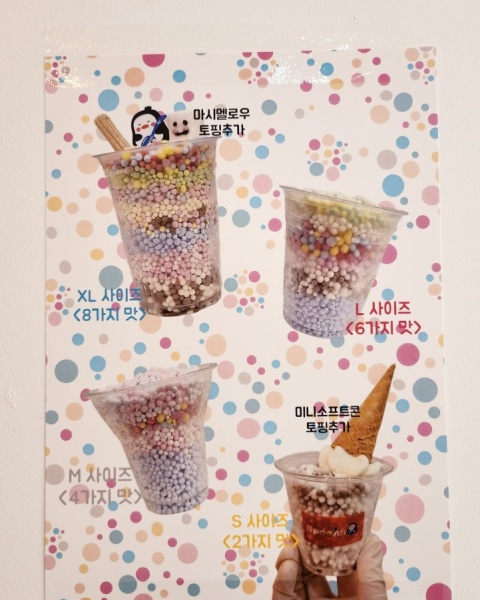 마시멜로우
토핑추가
XL 사이즈
<8가지 맛>
L 사이즈
<6가지 맛>
미니소프트콘
토핑추가
M 사이즈
<4가지 맛>
S 사이즈
<2가지 맛>